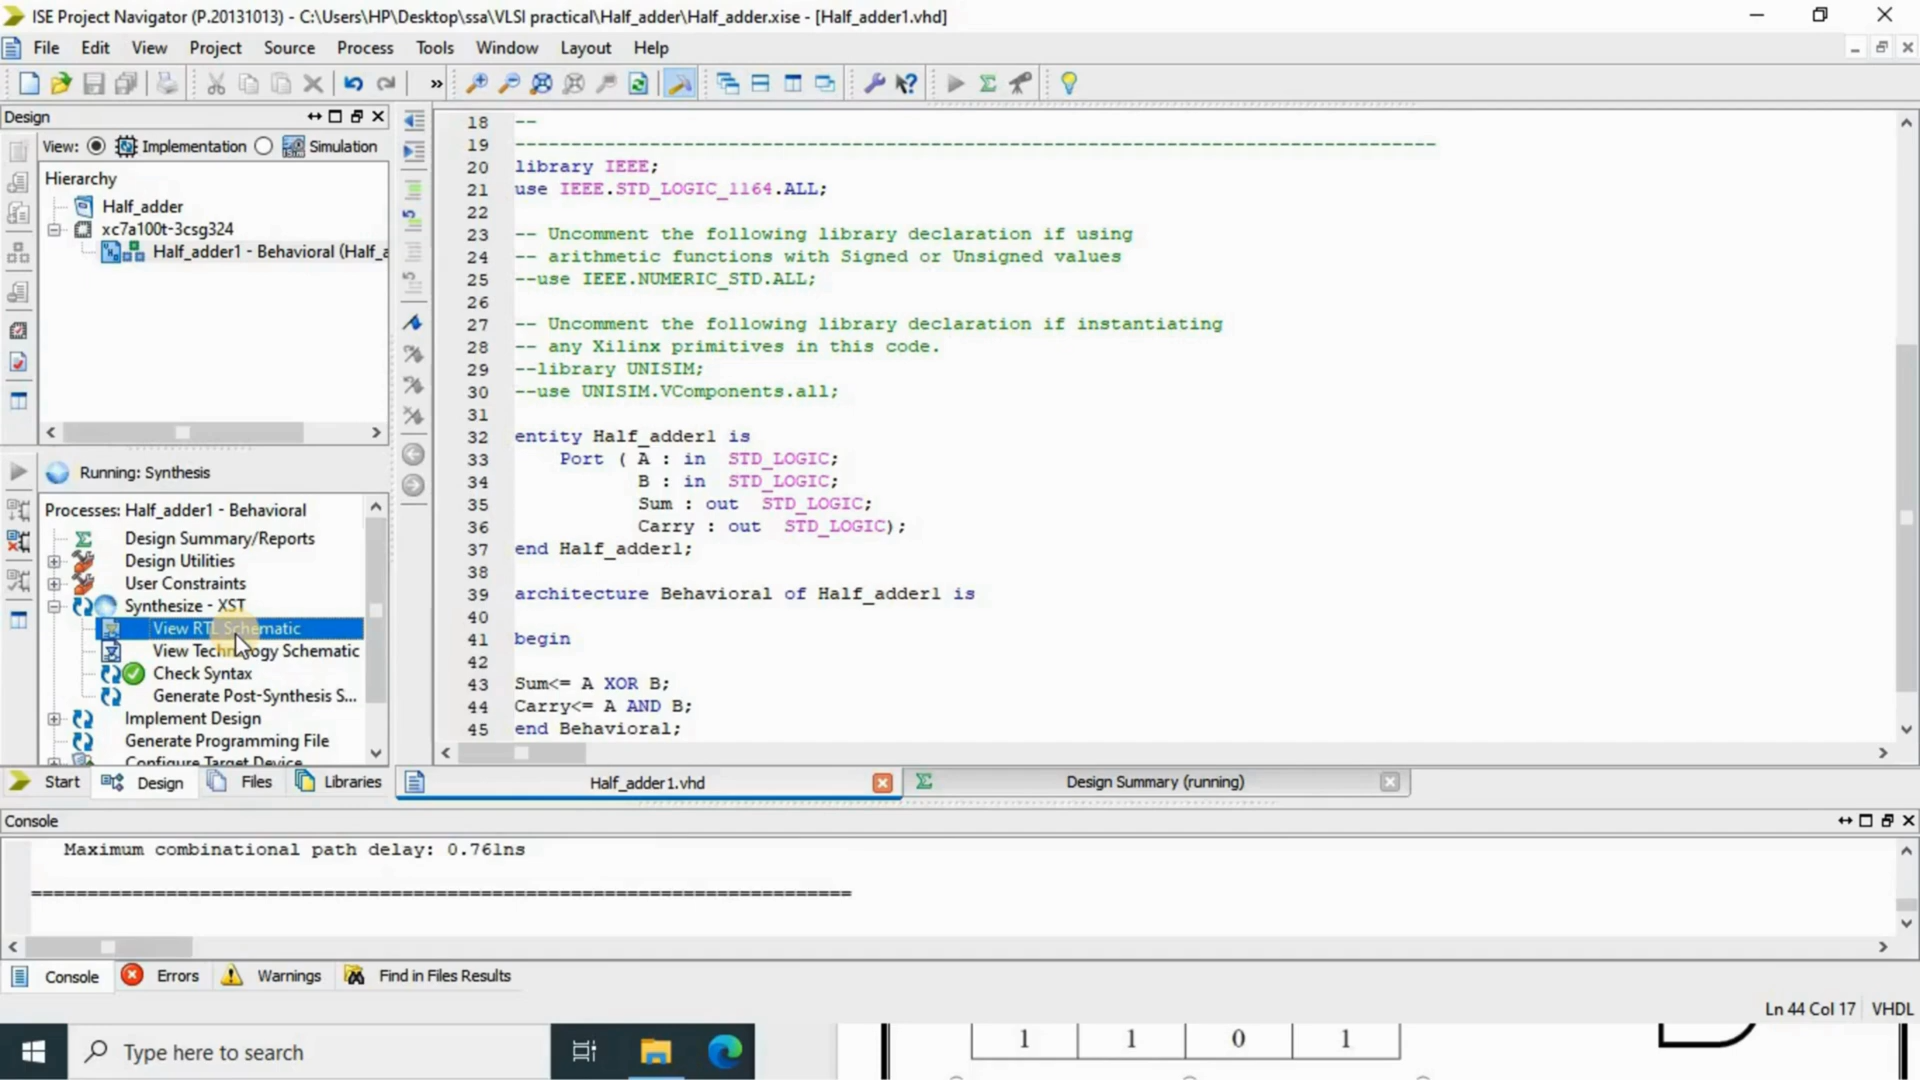 ISE Project Navigator (P.20131013) - C:\Users\HP\Desktop\ssa\VLSI practical\Half_adder\Half_adder.xise - [Half_adder1.vhd]
File Edit View Project Source Process Tools Window Layout Help
Design
View: Implementation Simulation
Hierarchy
Half_adder
xc7a100t-3csg324
Half_adder1 - Behavioral (Half_a
Running: Synthesis
Processes: Half_adder1 - Behavioral
Design Summary/Reports
Design Utilities
User Constraints
Synthesize - XST
View RTL Schematic
View Technology Schematic
Check Syntax
Generate Post-Synthesis S...
Implement Design
Generate Programming File
Configure Target Device
Start Design Files Libraries
18 --
19 ----------------------------------------------------------------------------------
20 library IEEE;
21 use IEEE.STD_LOGIC_1164.ALL;
22
23 -- Uncomment the following library declaration if using
24 -- arithmetic functions with Signed or Unsigned values
25 --use IEEE.NUMERIC_STD.ALL;
26
27 -- Uncomment the following library declaration if instantiating
28 -- any Xilinx primitives in this code.
29 --library UNISIM;
30 --use UNISIM.VComponents.all;
31
32 entity Half_adder1 is
33 Port ( A : in STD_LOGIC;
34 B : in STD_LOGIC;
35 Sum : out STD_LOGIC;
36 Carry : out STD_LOGIC);
37 end Half_adder1;
38
39 architecture Behavioral of Half_adder1 is
40
41 begin
42
43 Sum<= A XOR B;
44 Carry<= A AND B;
45 end Behavioral;
Half_adder1.vhd
Design Summary (running)
Console
Maximum combinational path delay: 0.761ns
=========================================================================
Console Errors Warnings Find in Files Results
Ln 44 Col 17 VHDL
Type here to search
1 1 0 1